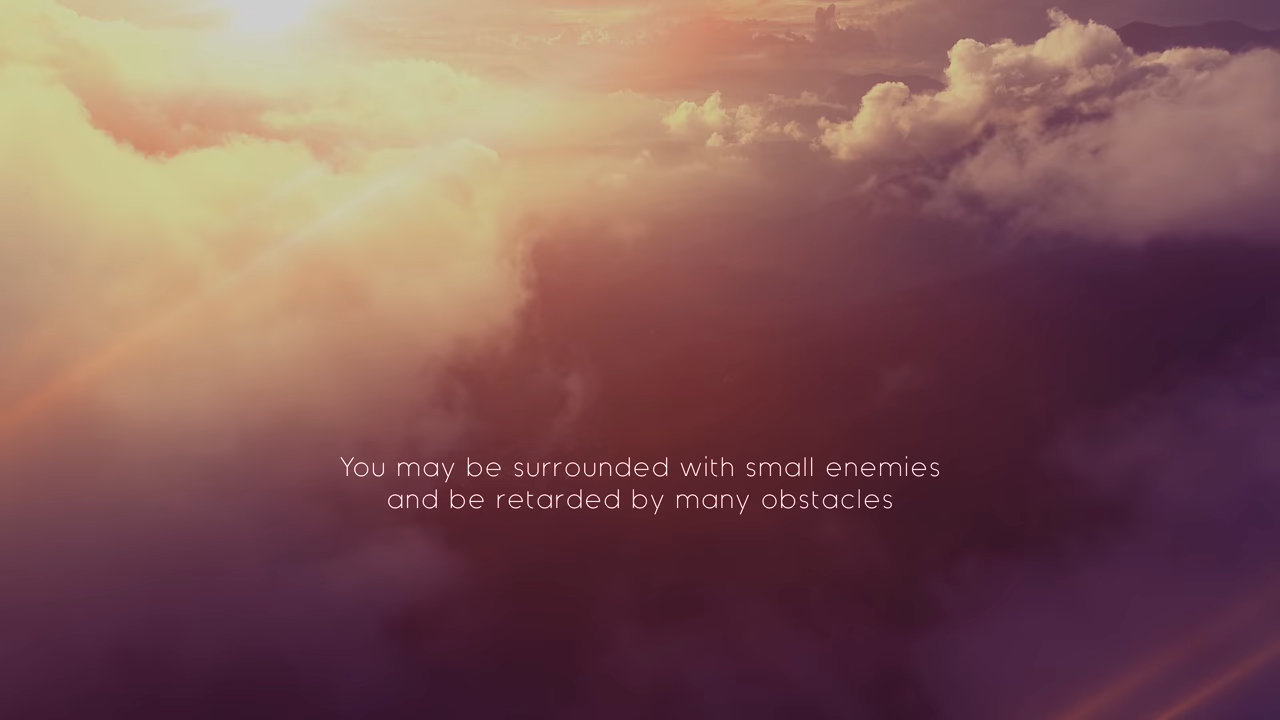 You may be surrounded with small enemies
and be retarded by many obstacles